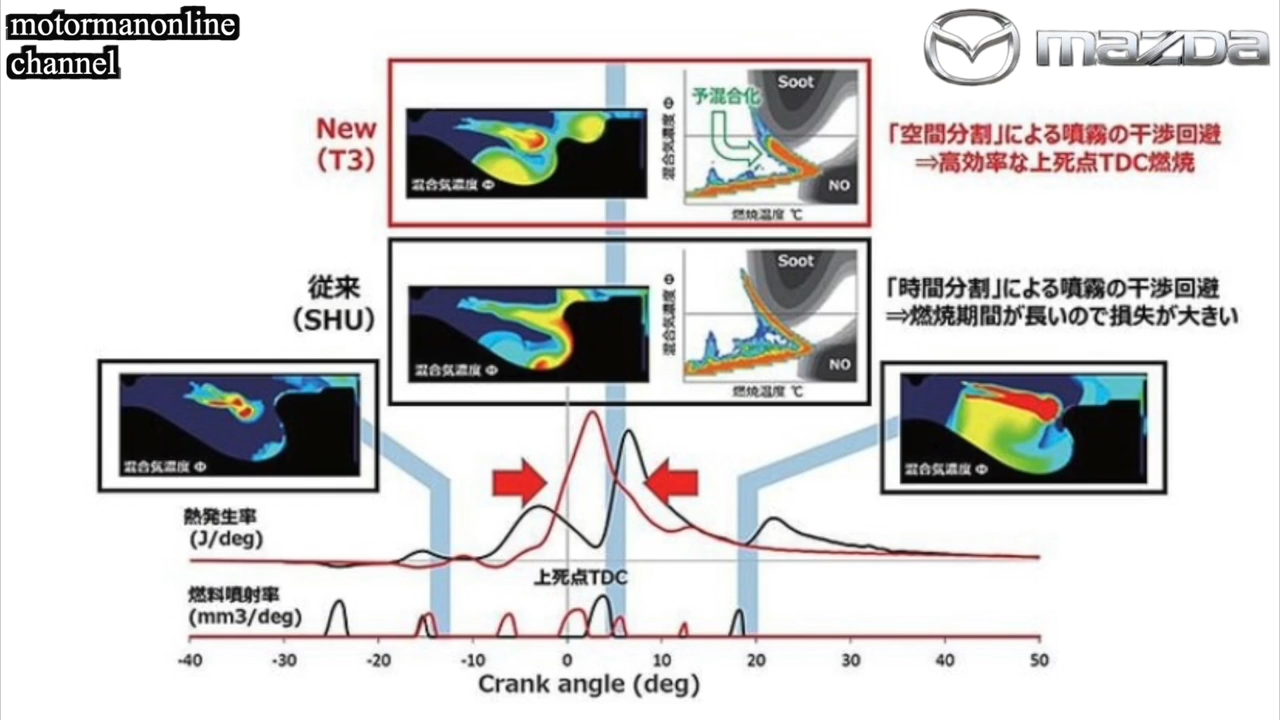 motormanonline
channel
mazda
New
(T3)
予混合化
Soot
NO
混合気濃度 Φ
混合気濃度 Φ
燃焼温度 ℃
「空間分割」による噴霧の干渉回避
⇒高効率な上死点TDC燃焼
従来
(SHU)
Soot
NO
混合気濃度 Φ
混合気濃度 Φ
燃焼温度 ℃
「時間分割」による噴霧の干渉回避
⇒燃焼期間が長いので損失が大きい
混合気濃度 Φ
混合気濃度 Φ
熱発生率
(J/deg)
上死点TDC
燃料噴射率
(mm3/deg)
-40 -30 -20 -10 0 10 20 30 40 50
Crank angle (deg)